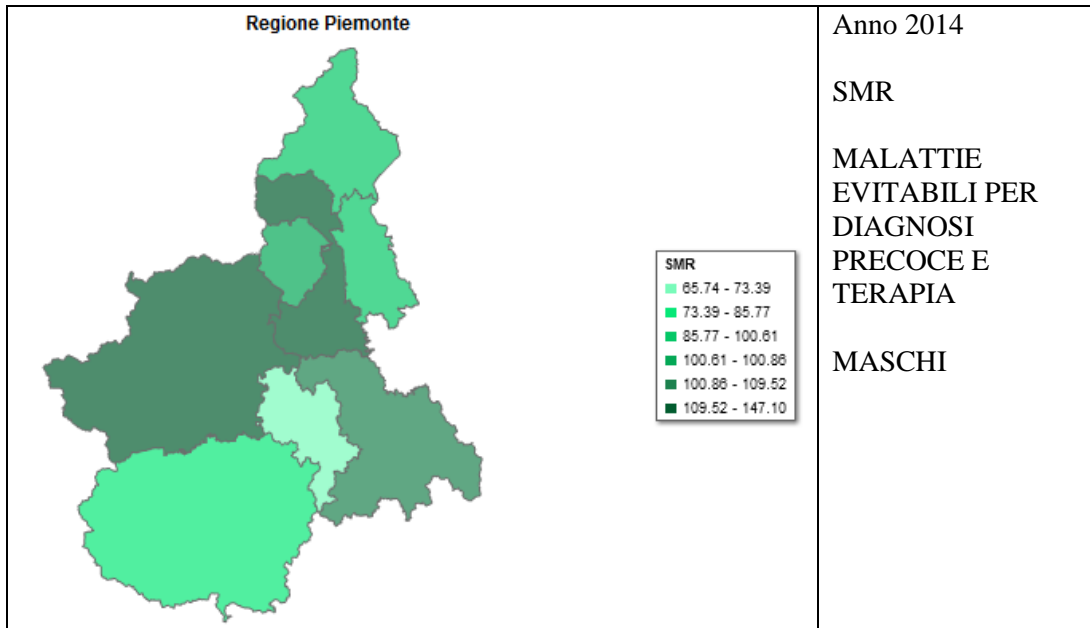 Regione Piemonte
SMR
65.74 - 73.39
73.39 - 85.77
85.77 - 100.61
100.61 - 100.86
100.86 - 109.52
109.52 - 147.10
Anno 2014
SMR
MALATTIE
EVITABILI PER
DIAGNOSI
PRECOCE E
TERAPIA
MASCHI